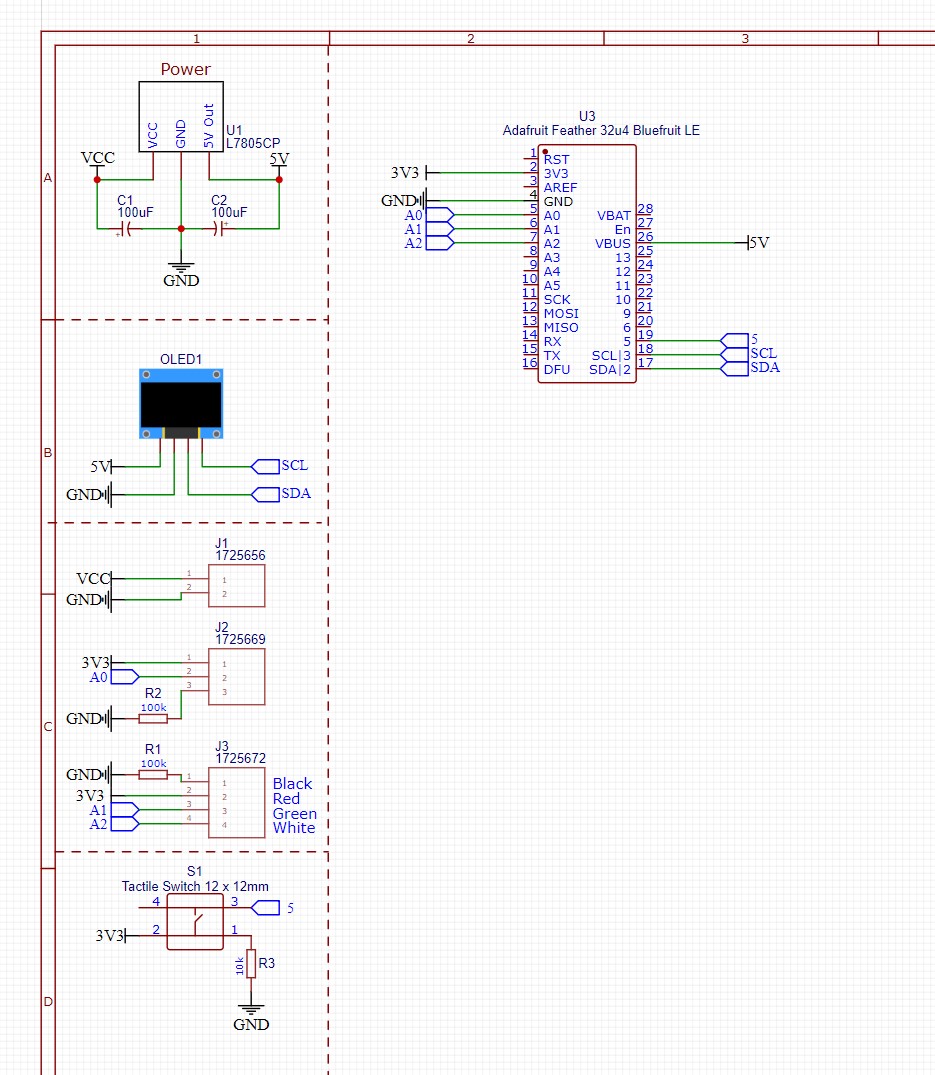 1
2
3
A
B
C
D
Power
VCC
GND
5V Out
U1
L7805CP
VCC
5V
C1
100uF
C2
100uF
+
+
GND
U3
Adafruit Feather 32u4 Bluefruit LE
1 RST
2 3V3
3 AREF
4 GND
5 A0
6 A1
7 A2
8 A3
9 A4
10 A5
11 SCK
12 MOSI
13 MISO
14 RX
15 TX
16 DFU
VBAT 28
En 27
VBUS 26
13 25
12 24
11 23
10 22
9 21
6 20
5 19
SCL|3 18
SDA|2 17
3V3
GND
A0
A1
A2
5V
5
SCL
SDA
OLED1
5V
GND
SCL
SDA
J1
1725656
VCC 1 1
GND 2 2
J2
1725669
3V3 1 1
A0 2 2
3 3
R2
100k
GND
J3
1725672
R1
100k
GND 1 1 Black
3V3 2 2 Red
A1 3 3 Green
A2 4 4 White
S1
Tactile Switch 12 x 12mm
4 3 5
3V3 2 1
10k R3
GND